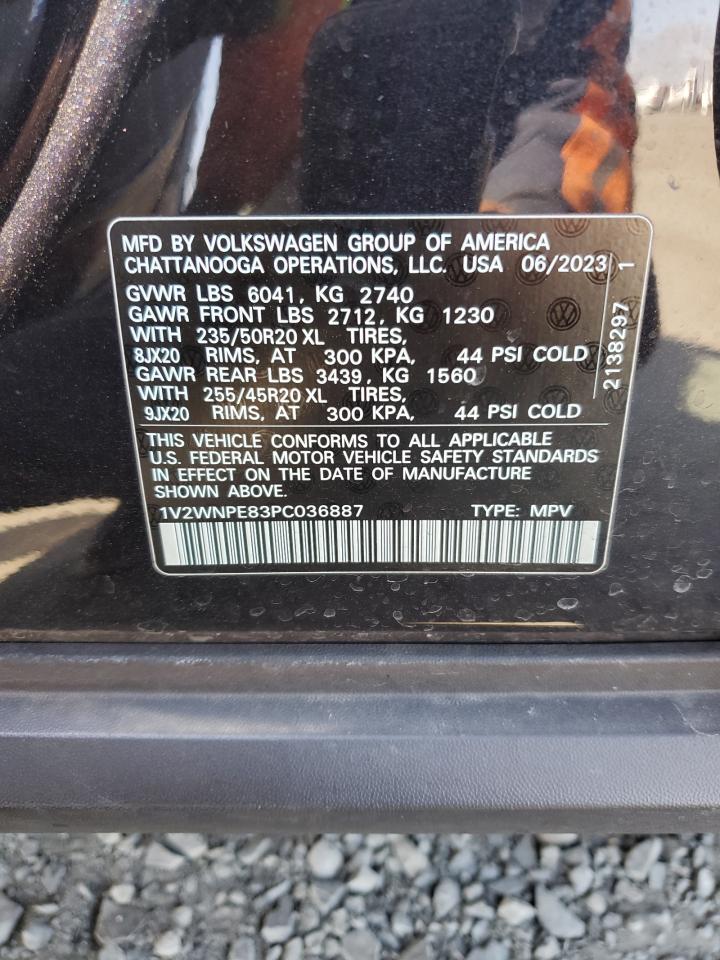 MFD BY VOLKSWAGEN GROUP OF AMERICA
CHATTANOOGA OPERATIONS, LLC. USA 06/2023
GVWR LBS 6041, KG 2740
GAWR FRONT LBS 2712, KG 1230
WITH 235/50R20 XL TIRES,
8JX20 RIMS, AT 300 KPA, 44 PSI COLD
GAWR REAR LBS 3439, KG 1560
WITH 255/45R20 XL TIRES,
9JX20 RIMS, AT 300 KPA, 44 PSI COLD
2138297 1
THIS VEHICLE CONFORMS TO ALL APPLICABLE
U.S. FEDERAL MOTOR VEHICLE SAFETY STANDARDS
IN EFFECT ON THE DATE OF MANUFACTURE
SHOWN ABOVE.
1V2WNPE83PC036887 TYPE: MPV